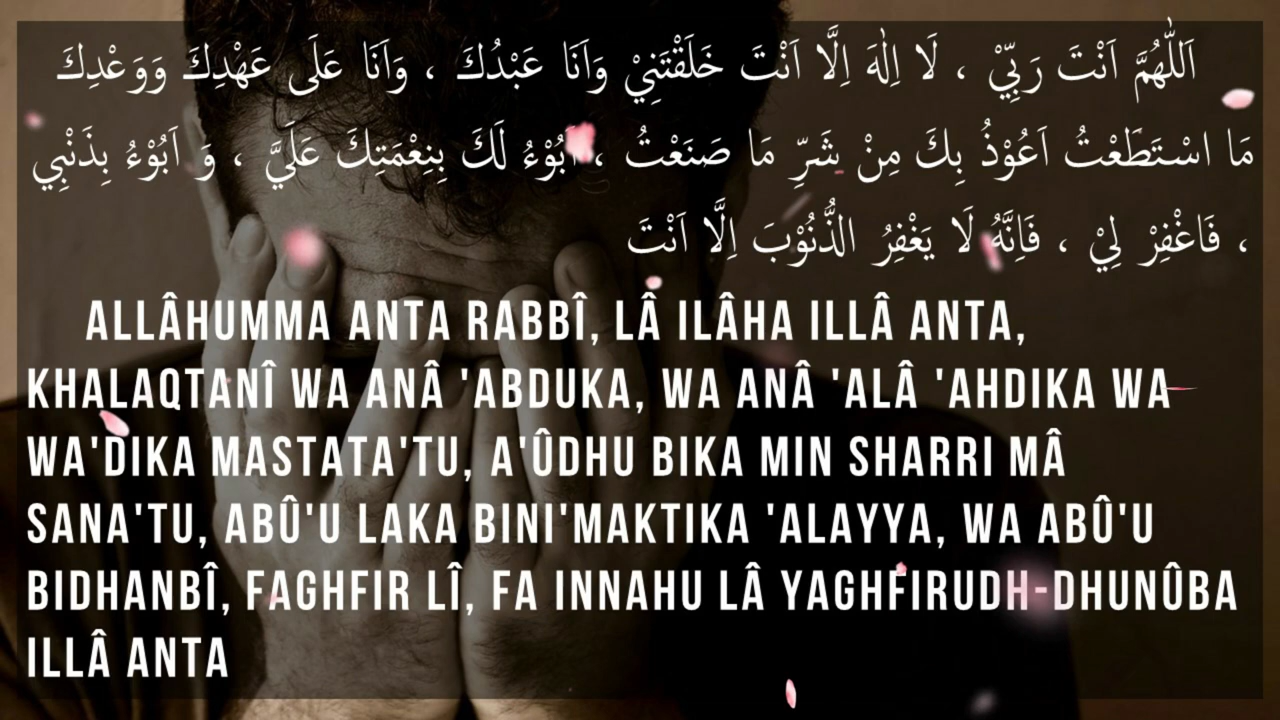 اَللّٰهُمَّ اَنْتَ رَبِّيْ ، لَا اِلٰهَ اِلَّا اَنْتَ خَلَقْتَنِيْ وَاَنَا عَبْدُكَ ، وَاَنَا عَلَى عَهْدِكَ وَوَعْدِكَ
مَا اسْتَطَعْتُ اَعُوْذُ بِكَ مِنْ شَرِّ مَا صَنَعْتُ ، اَبُوْءُ لَكَ بِنِعْمَتِكَ عَلَيَّ ، وَ اَبُوْءُ بِذَنْبِي
، فَاغْفِرْ لِيْ ، فَاِنَّهُ لَا يَغْفِرُ الذُّنُوْبَ اِلَّا اَنْتَ
ALLÂHUMMA ANTA RABBÎ, LÂ ILÂHA ILLÂ ANTA,
KHALAQTANÎ WA ANÂ 'ABDUKA, WA ANÂ 'ALÂ 'AHDIKA WA
WA'DIKA MASTATA'TU, A'ÛDHU BIKA MIN SHARRI MÂ
SANA'TU, ABÛ'U LAKA BINI'MAKTIKA 'ALAYYA, WA ABÛ'U
BIDHANBÎ, FAGHFIR LÎ, FA INNAHU LÂ YAGHFIRUDH-DHUNÛBA
ILLÂ ANTA